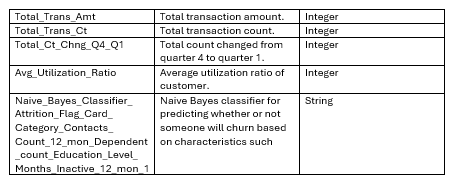 Total_Trans_Amt Total transaction amount. Integer
Total_Trans_Ct Total transaction count. Integer
Total_Ct_Chng_Q4_Q1 Total count changed from Integer
quarter 4 to quarter 1.
Avg_Utilization_Ratio Average utilization ratio of Integer
customer.
Naive_Bayes_Classifier_ Naive Bayes classifier for String
Attrition_Flag_Card_ predicting whether or not
Category_Contacts_ someone will churn based
Count_12_mon_Dependent on characteristics such
_count_Education_Level_
Months_Inactive_12_mon_1